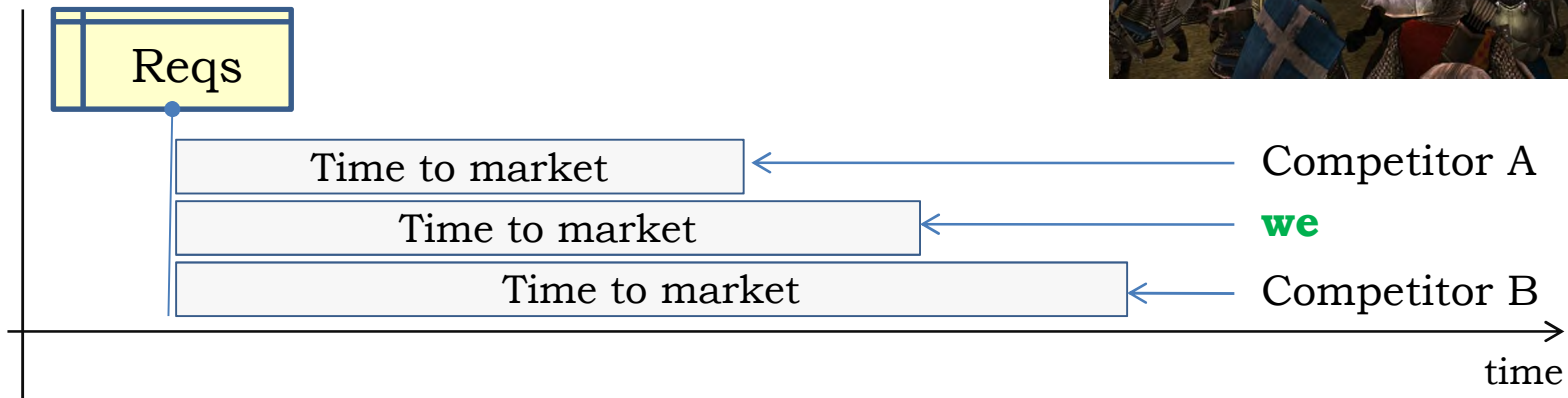 Reqs
Time to market
Competitor A
Time to market
we
Time to market
Competitor B
time